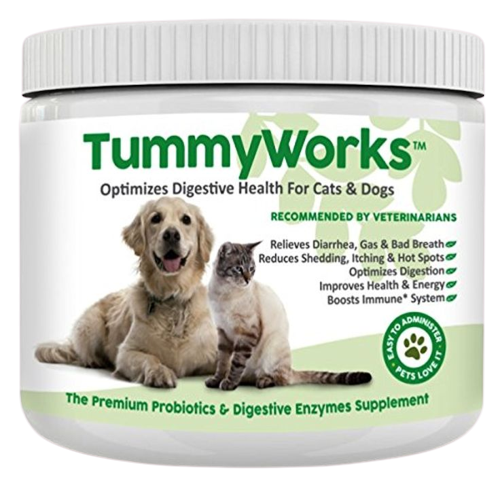 TummyWorks™
Optimizes Digestive Health For Cats & Dogs
RECOMMENDED BY VETERINARIANS
Relieves Diarrhea, Gas & Bad Breath
Reduces Shedding, Itching & Hot Spots
Optimizes Digestion
Improves Health & Energy
Boosts Immune* System
EASY TO ADMINISTER
PETS LOVE IT
The Premium Probiotics & Digestive Enzymes Supplement